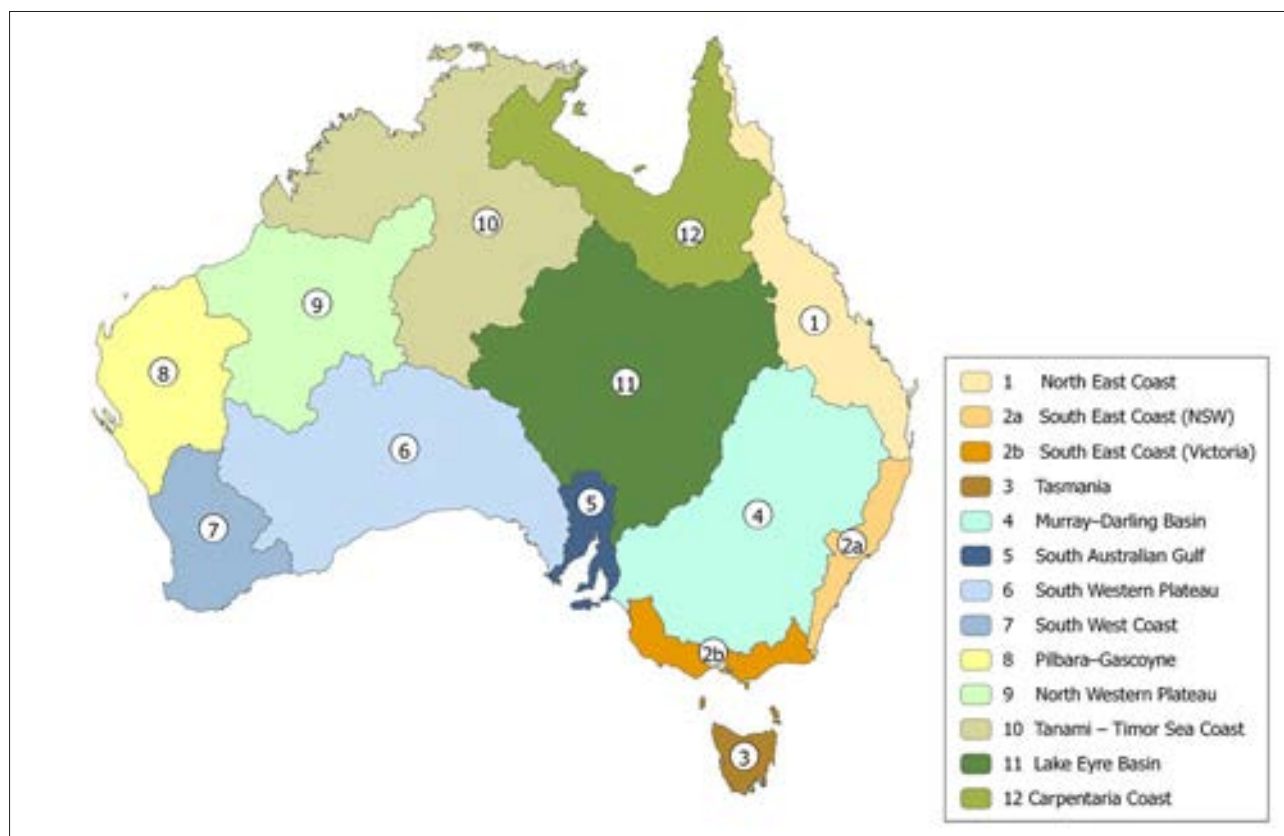 12
10
1
9
8
11
6
5
4
7
2a
2b
3
1 North East Coast
2a South East Coast (NSW)
2b South East Coast (Victoria)
3 Tasmania
4 Murray–Darling Basin
5 South Australian Gulf
6 South Western Plateau
7 South West Coast
8 Pilbara–Gascoyne
9 North Western Plateau
10 Tanami – Timor Sea Coast
11 Lake Eyre Basin
12 Carpentaria Coast